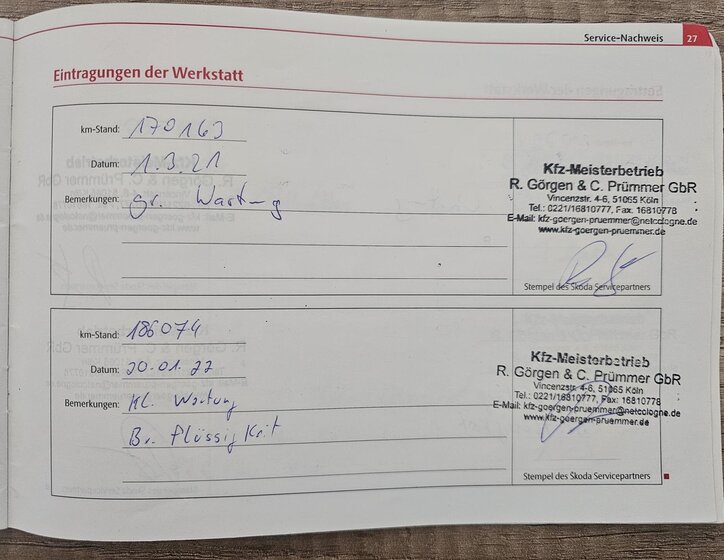 Service-Nachweis 27
Eintragungen der Werkstatt
km-Stand: 170163
Datum: 1.3.21
Bemerkungen: gr. Wartung
Kfz-Meisterbetrieb
R. Görgen & C. Prümmer GbR
Vincenzstr. 4-6, 51065 Köln
Tel.: 0221/16810777, Fax. 16810778
E-Mail: kfz-goergen-pruemmer@netcologne.de
www.kfz-goergen-pruemmer.de
Stempel des Škoda Servicepartners
km-Stand: 186074
Datum: 20.01.22
Bemerkungen: Kl. Wartung
Br. flüssigkeit
Kfz-Meisterbetrieb
R. Görgen & C. Prümmer GbR
Vincenzstr. 4-6, 51065 Köln
Tel.: 0221/16810777, Fax: 16810778
E-Mail: kfz-goergen-pruemmer@netcologne.de
www.kfz-goergen-pruemmer.de
Stempel des Škoda Servicepartners